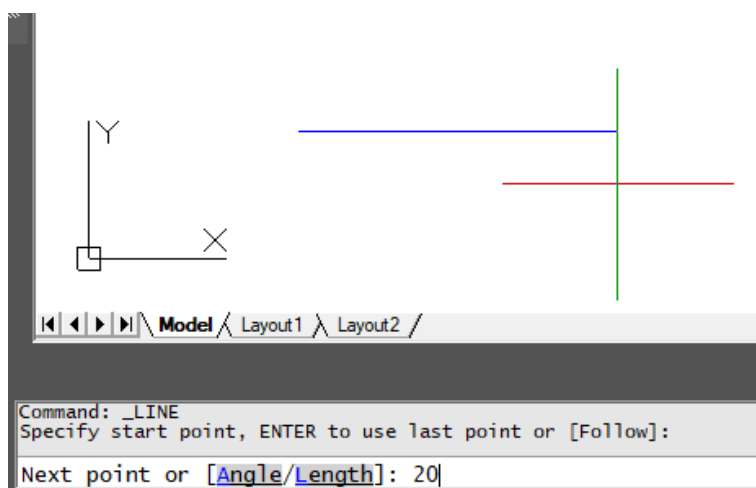 Y
X
Model Layout1 Layout2
Command: _LINE
Specify start point, ENTER to use last point or [Follow]:
Next point or [Angle/Length]: 20